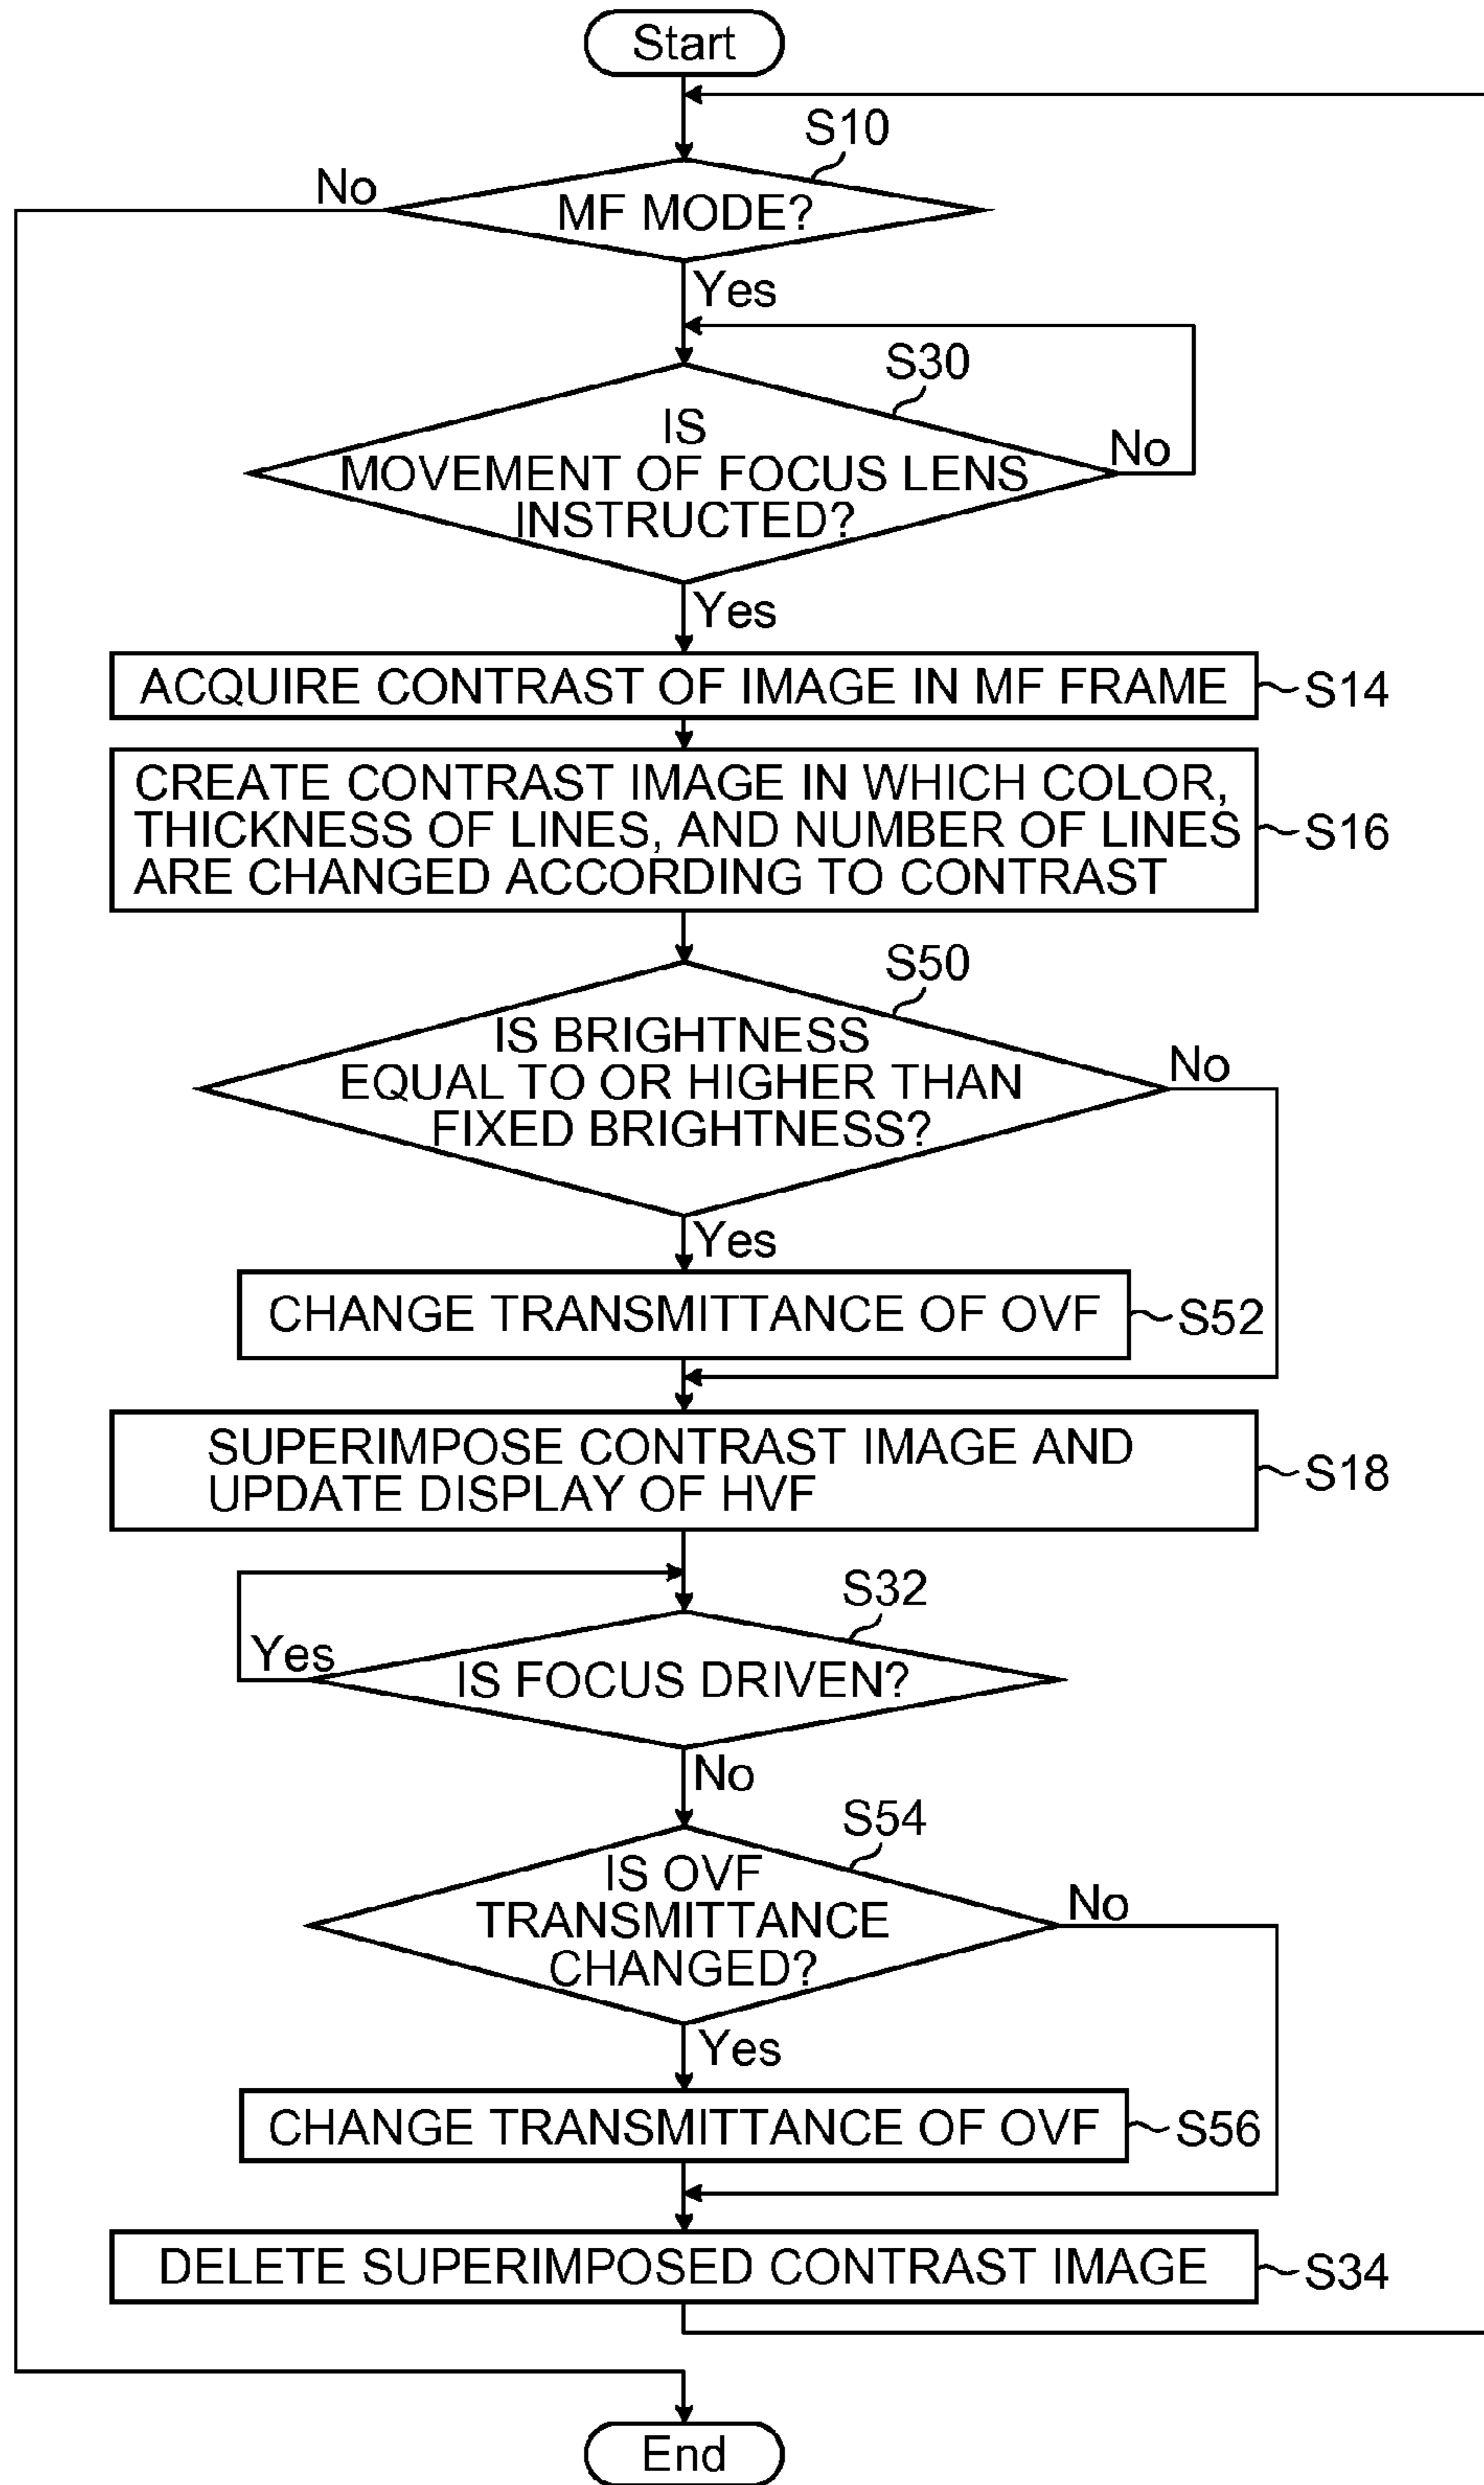 Start
S10
No
MF MODE?
Yes
S30
IS
MOVEMENT OF FOCUS LENS
INSTRUCTED?
No
Yes
ACQUIRE CONTRAST OF IMAGE IN MF FRAME
S14
CREATE CONTRAST IMAGE IN WHICH COLOR,
THICKNESS OF LINES, AND NUMBER OF LINES
ARE CHANGED ACCORDING TO CONTRAST
S16
S50
IS BRIGHTNESS
EQUAL TO OR HIGHER THAN
FIXED BRIGHTNESS?
No
Yes
CHANGE TRANSMITTANCE OF OVF
S52
SUPERIMPOSE CONTRAST IMAGE AND
UPDATE DISPLAY OF HVF
S18
S32
Yes
IS FOCUS DRIVEN?
No
S54
IS OVF
TRANSMITTANCE
CHANGED?
No
Yes
CHANGE TRANSMITTANCE OF OVF
S56
DELETE SUPERIMPOSED CONTRAST IMAGE
S34
End